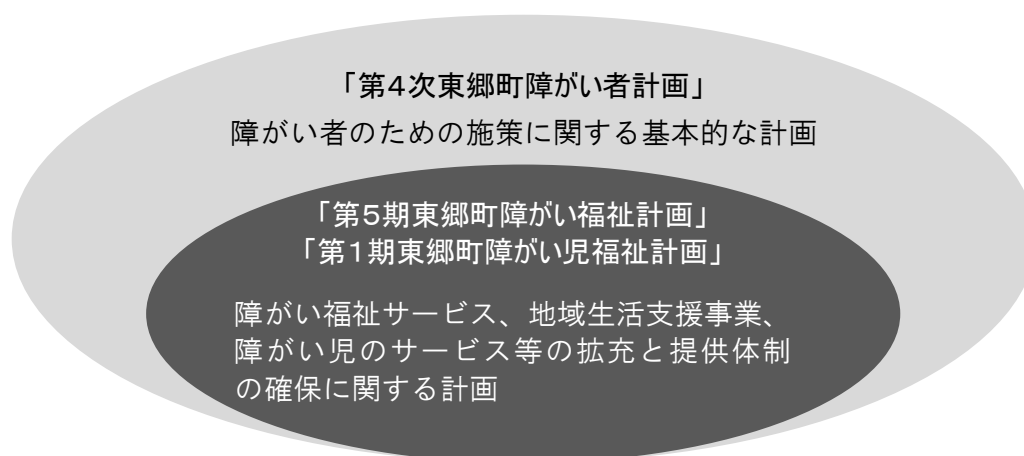 「第4次東郷町障がい者計画」
障がい者のための施策に関する基本的な計画
「第5期東郷町障がい福祉計画」
「第1期東郷町障がい児福祉計画」
障がい福祉サービス、地域生活支援事業、
障がい児のサービス等の拡充と提供体制
の確保に関する計画